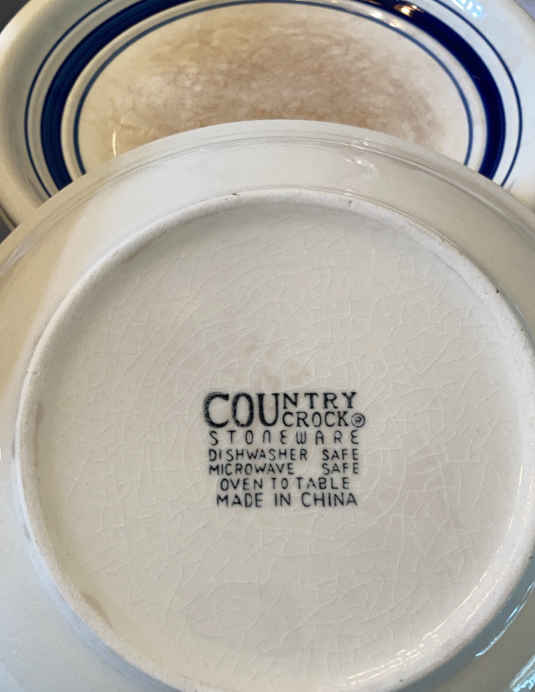 COUNTRY
CROCK®
STONEWARE
DISHWASHER SAFE
MICROWAVE SAFE
OVEN TO TABLE
MADE IN CHINA